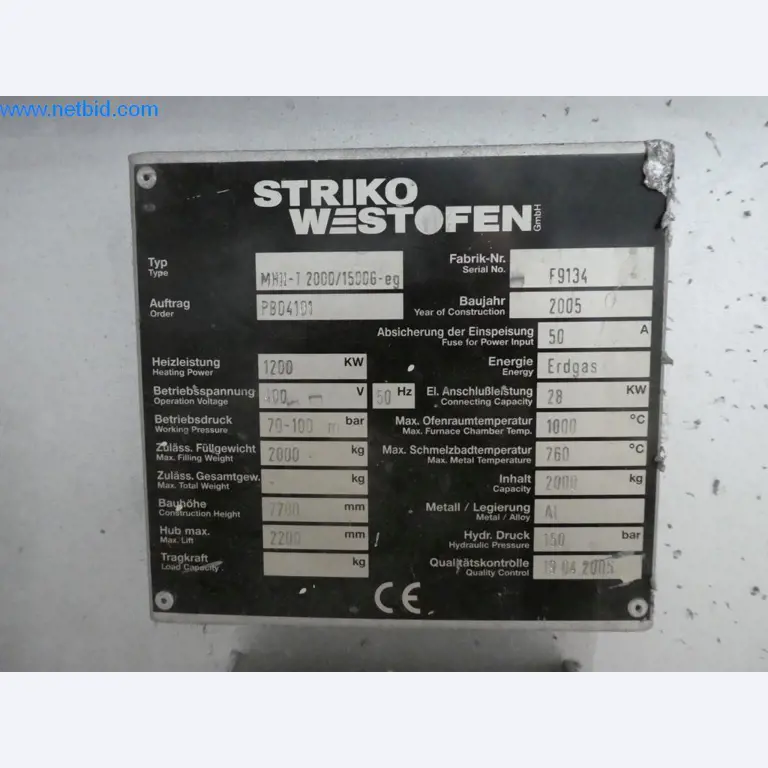 www.netbid.com
STRIKO
WESTOFEN GmbH
Typ
Type
2000/1500G-eg
Fabrik-Nr.
Serial No.
F9134
Auftrag
Order
Baujahr
Year of Construction
2005
Absicherung der Einspeisung
Fuse for Power Input
50 A
Heizleistung
Heating Power
1200 KW
Energie
Energy
Erdgas
Betriebsspannung
Operation Voltage
400 V
50 Hz
El. Anschlußleistung
Connecting Capacity
28 KW
Betriebsdruck
Working Pressure
70-100 m bar
Max. Ofenraumtemperatur
Max. Furnace Chamber Temp.
1000 °C
Zuläss. Füllgewicht
Max. Filling Weight
2000 kg
Max. Schmelzbadtemperatur
Max. Metal Temperature
760 °C
Zuläss. Gesamtgew.
Max. Total Weight
- kg
Inhalt
Capacity
2000 kg
Bauhöhe
Construction Height
mm
Metall / Legierung
Metal / Alloy
Al
Hub max.
Max. Lift
2200 mm
Hydr. Druck
Hydraulic Pressure
150 bar
Tragkraft
Load Capacity
kg
Qualitätskontrolle
Quality Control
19 04 2005
CE